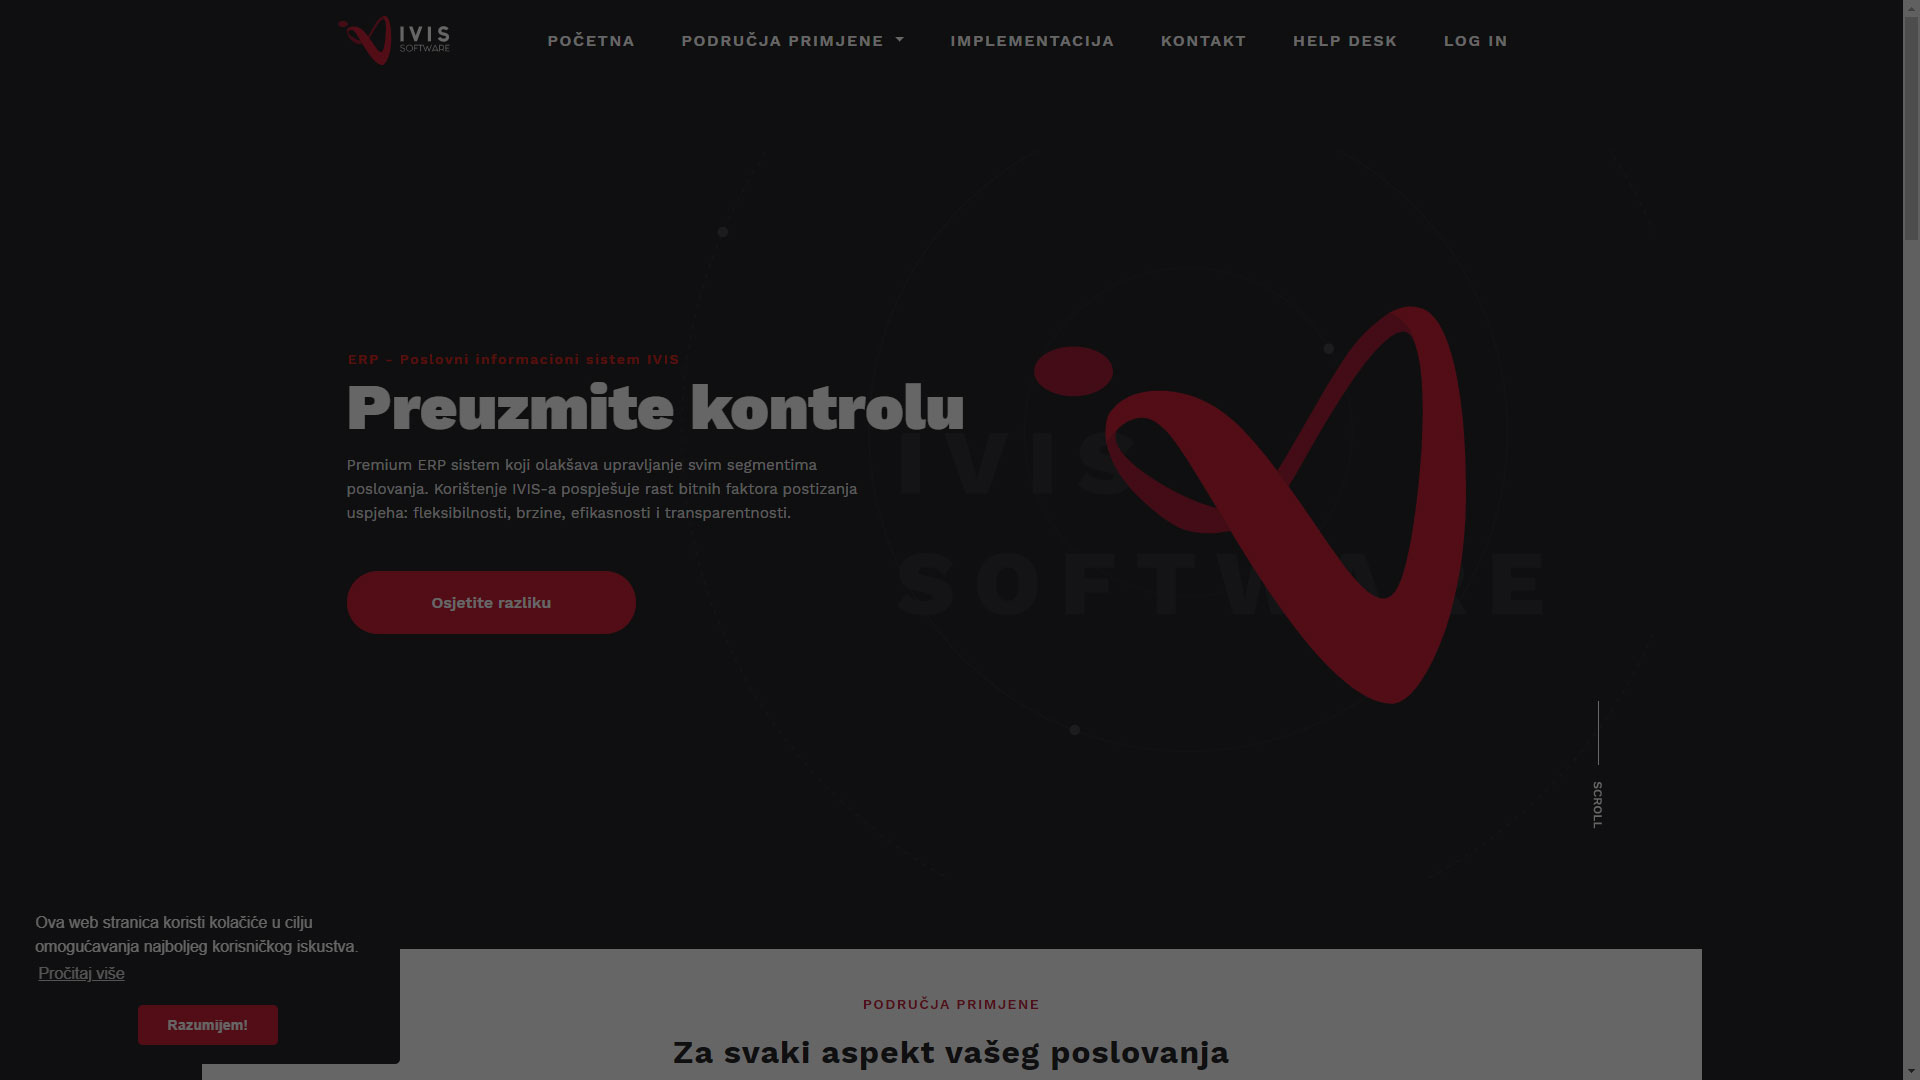 IVIS
SOFTWARE
POČETNA
PODRUČJA PRIMJENE
IMPLEMENTACIJA
KONTAKT
HELP DESK
LOG IN
ERP - Poslovni informacioni sistem IVIS
Preuzmite kontrolu
Premium ERP sistem koji olakšava upravljanje svim segmentima
poslovanja. Korištenje IVIS-a pospješuje rast bitnih faktora postizanja
uspjeha: fleksibilnosti, brzine, efikasnosti i transparentnosti.
Osjetite razliku
IVIS
SOFTWARE
SCROLL
Ova web stranica koristi kolačiće u cilju
omogućavanja najboljeg korisničkog iskustva.
Pročitaj više
Razumijem!
PODRUČJA PRIMJENE
Za svaki aspekt vašeg poslovanja